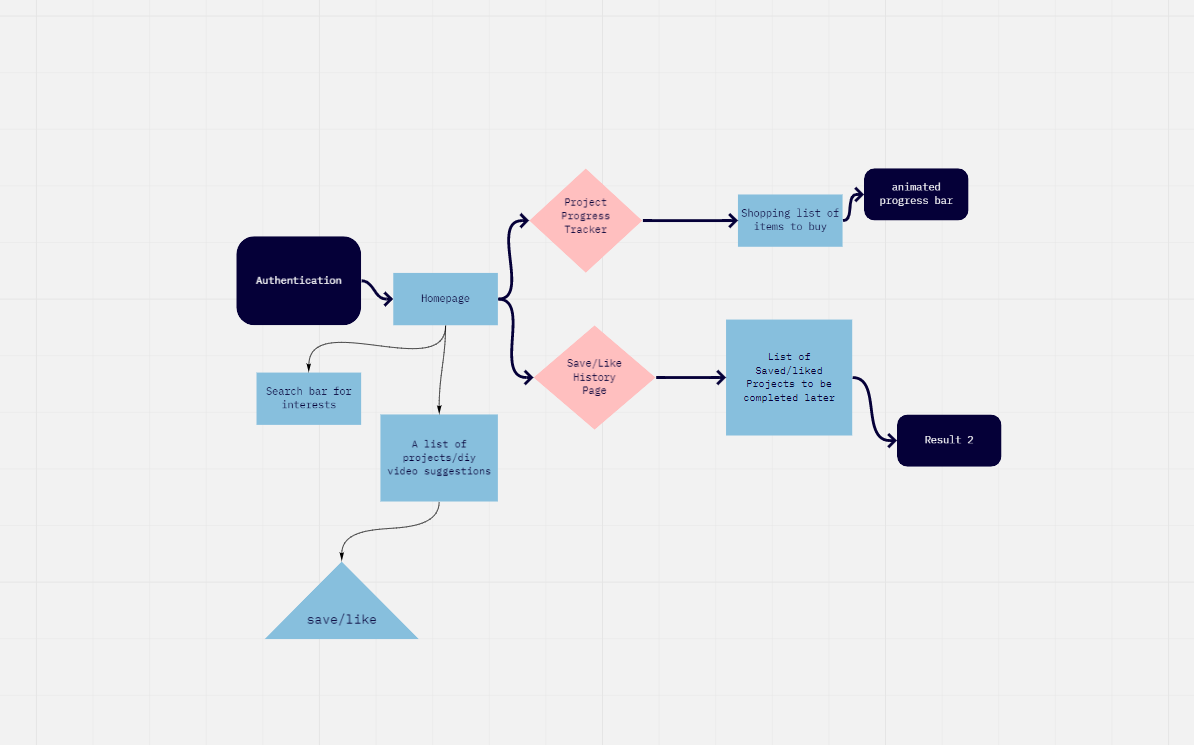 Project
Progress
Tracker
animated
progress bar
Shopping list of
items to buy
Authentication
Homepage
Save/Like
History
Page
List of
Saved/liked
Projects to be
completed later
Search bar for
interests
A list of
projects/diy
video suggestions
Result 2
save/like